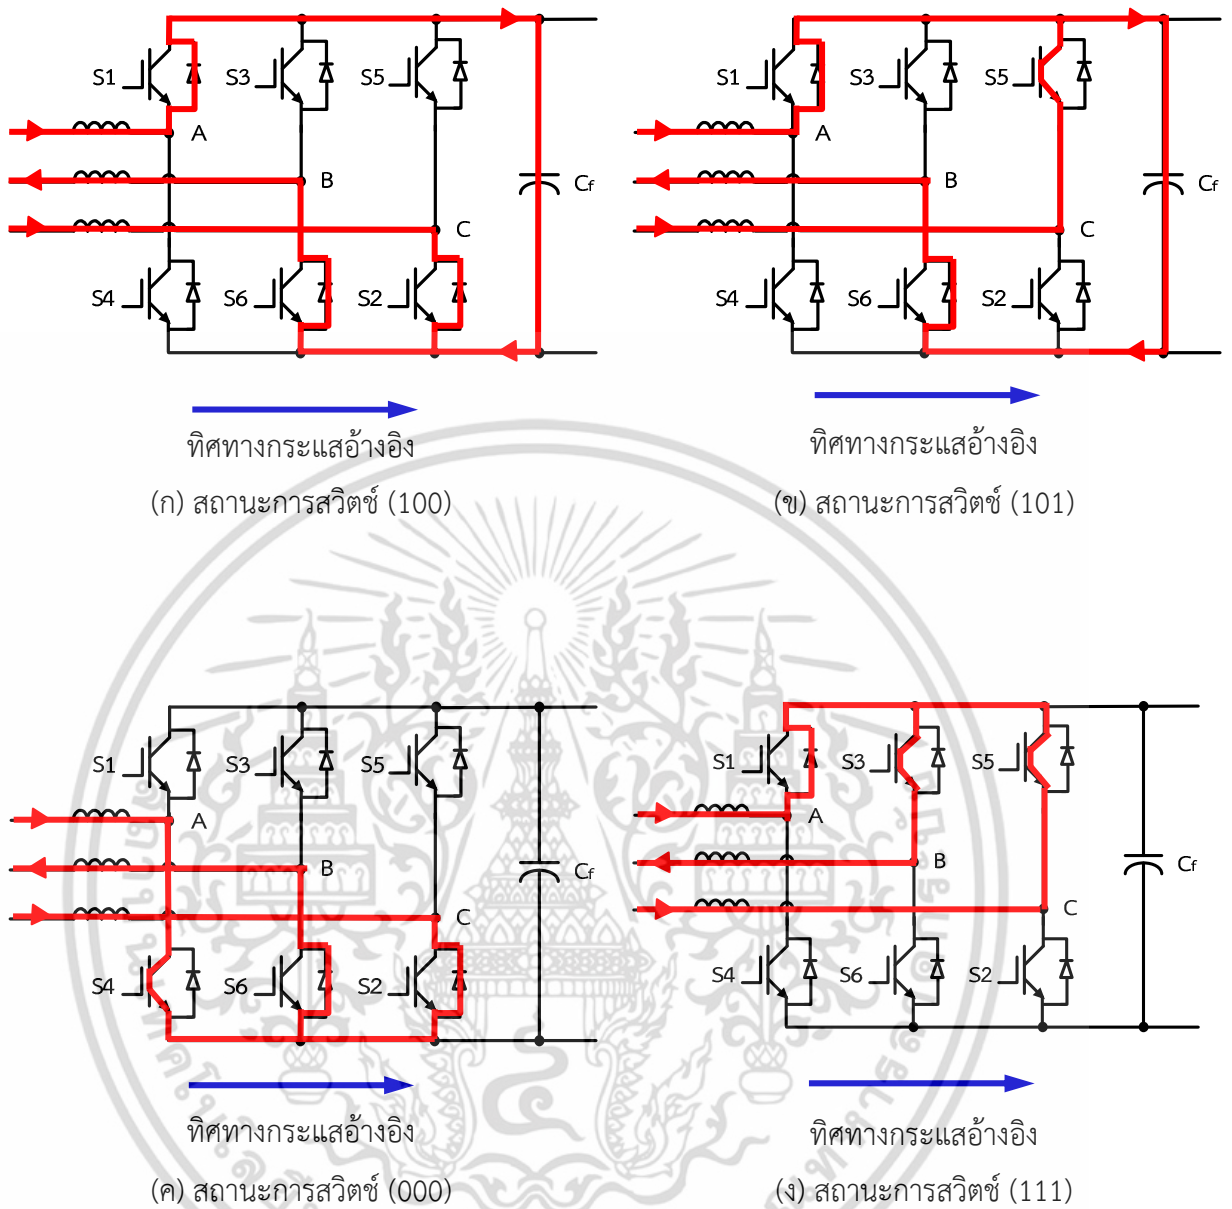 S1 S3 S5
A
B
C
Cf
S4 S6 S2
ทิศทางกระแสอ้างอิง
(ก) สถานะการสวิตช์ (100)
S1 S3 S5
A
B
C
Cf
S4 S6 S2
ทิศทางกระแสอ้างอิง
(ข) สถานะการสวิตช์ (101)
S1 S3 S5
A
B
C
Cf
S4 S6 S2
ทิศทางกระแสอ้างอิง
(ค) สถานะการสวิตช์ (000)
S1 S3 S5
A
B
C
Cf
S4 S6 S2
ทิศทางกระแสอ้างอิง
(ง) สถานะการสวิตช์ (111)